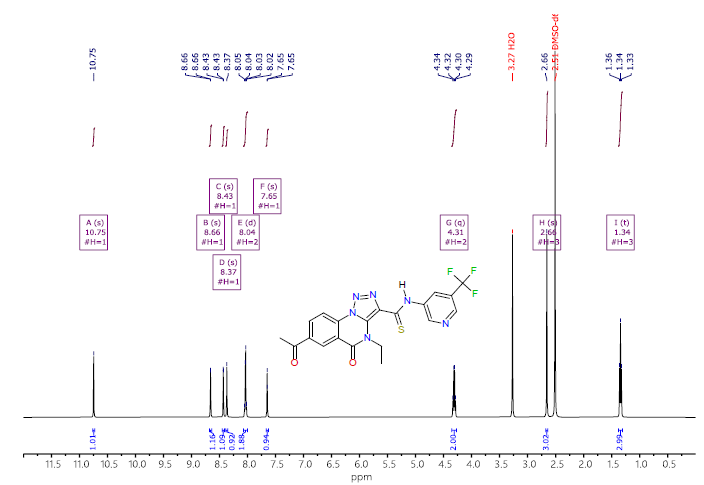 10.75
8.66
8.66
8.43
8.43
8.37
8.05
8.04
8.03
8.02
7.65
7.65
4.34
4.32
4.30
4.29
3.27 H2O
2.66
2.51 DMSO-d6
1.36
1.34
1.33
C (s)
8.43
#H=1
F (s)
7.65
#H=1
A (s)
10.75
#H=1
B (s)
8.66
#H=1
E (d)
8.04
#H=2
G (q)
4.31
#H=2
H (s)
2.66
#H=3
I (t)
1.34
#H=3
D (s)
8.37
#H=1
F
F
F
H
N
N
N
N
N
N
S
O
O
1.01
1.16
1.09
0.92
1.88
0.94
2.00
3.02
2.99
11.5 11.0 10.5 10.0 9.5 9.0 8.5 8.0 7.5 7.0 6.5 6.0 5.5 5.0 4.5 4.0 3.5 3.0 2.5 2.0 1.5 1.0 0.5
ppm